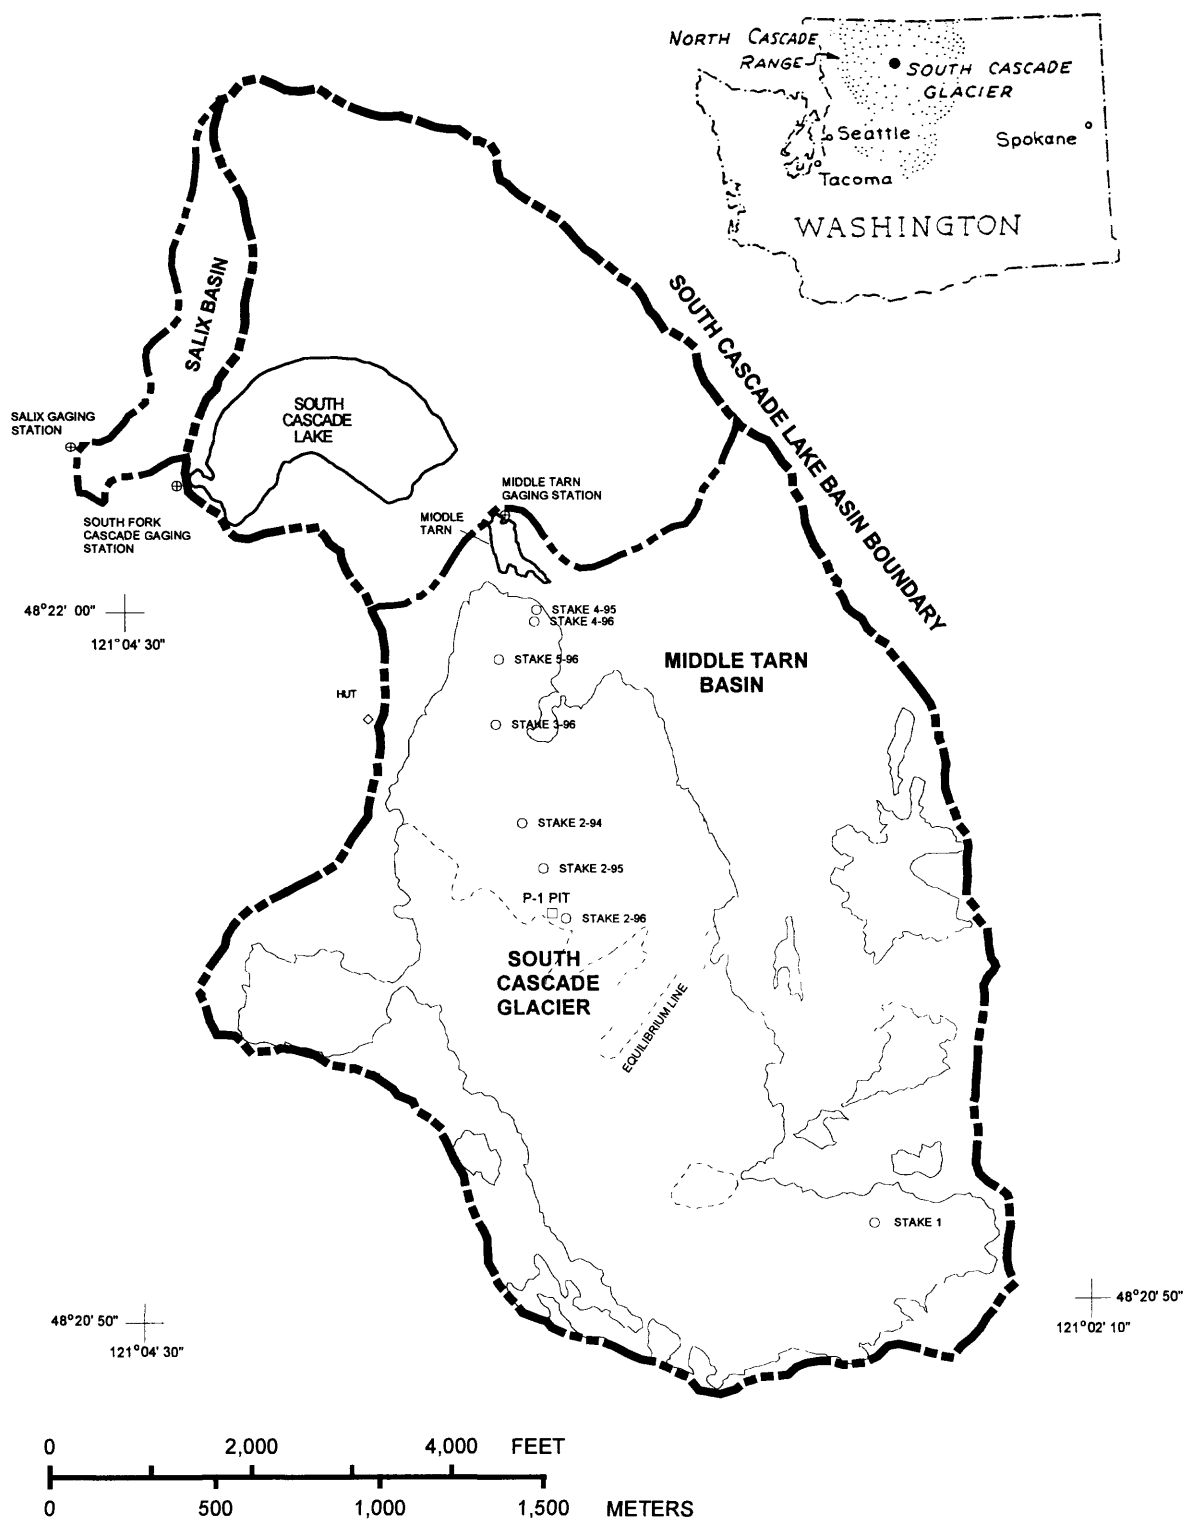 NORTH CASCADE
RANGE
SOUTH CASCADE
GLACIER
Seattle
Spokane
Tacoma
WASHINGTON
SOUTH CASCADE LAKE BASIN BOUNDARY
SALIX BASIN
SOUTH
CASCADE
LAKE
SALIX GAGING
STATION
MIDDLE TARN
GAGING STATION
MIDDLE
TARN
SOUTH FORK
CASCADE GAGING
STATION
48°22' 00"
121°04' 30"
STAKE 4-95
STAKE 4-96
STAKE 5-96
MIDDLE TARN
BASIN
HUT
STAKE 3-96
STAKE 2-94
STAKE 2-95
P-1 PIT
STAKE 2-96
SOUTH
CASCADE
GLACIER
EQUILIBRIUM LINE
STAKE 1
48°20' 50"
121°04' 30"
48°20' 50"
121°02' 10"
0 2,000 4,000 FEET
0 500 1,000 1,500 METERS